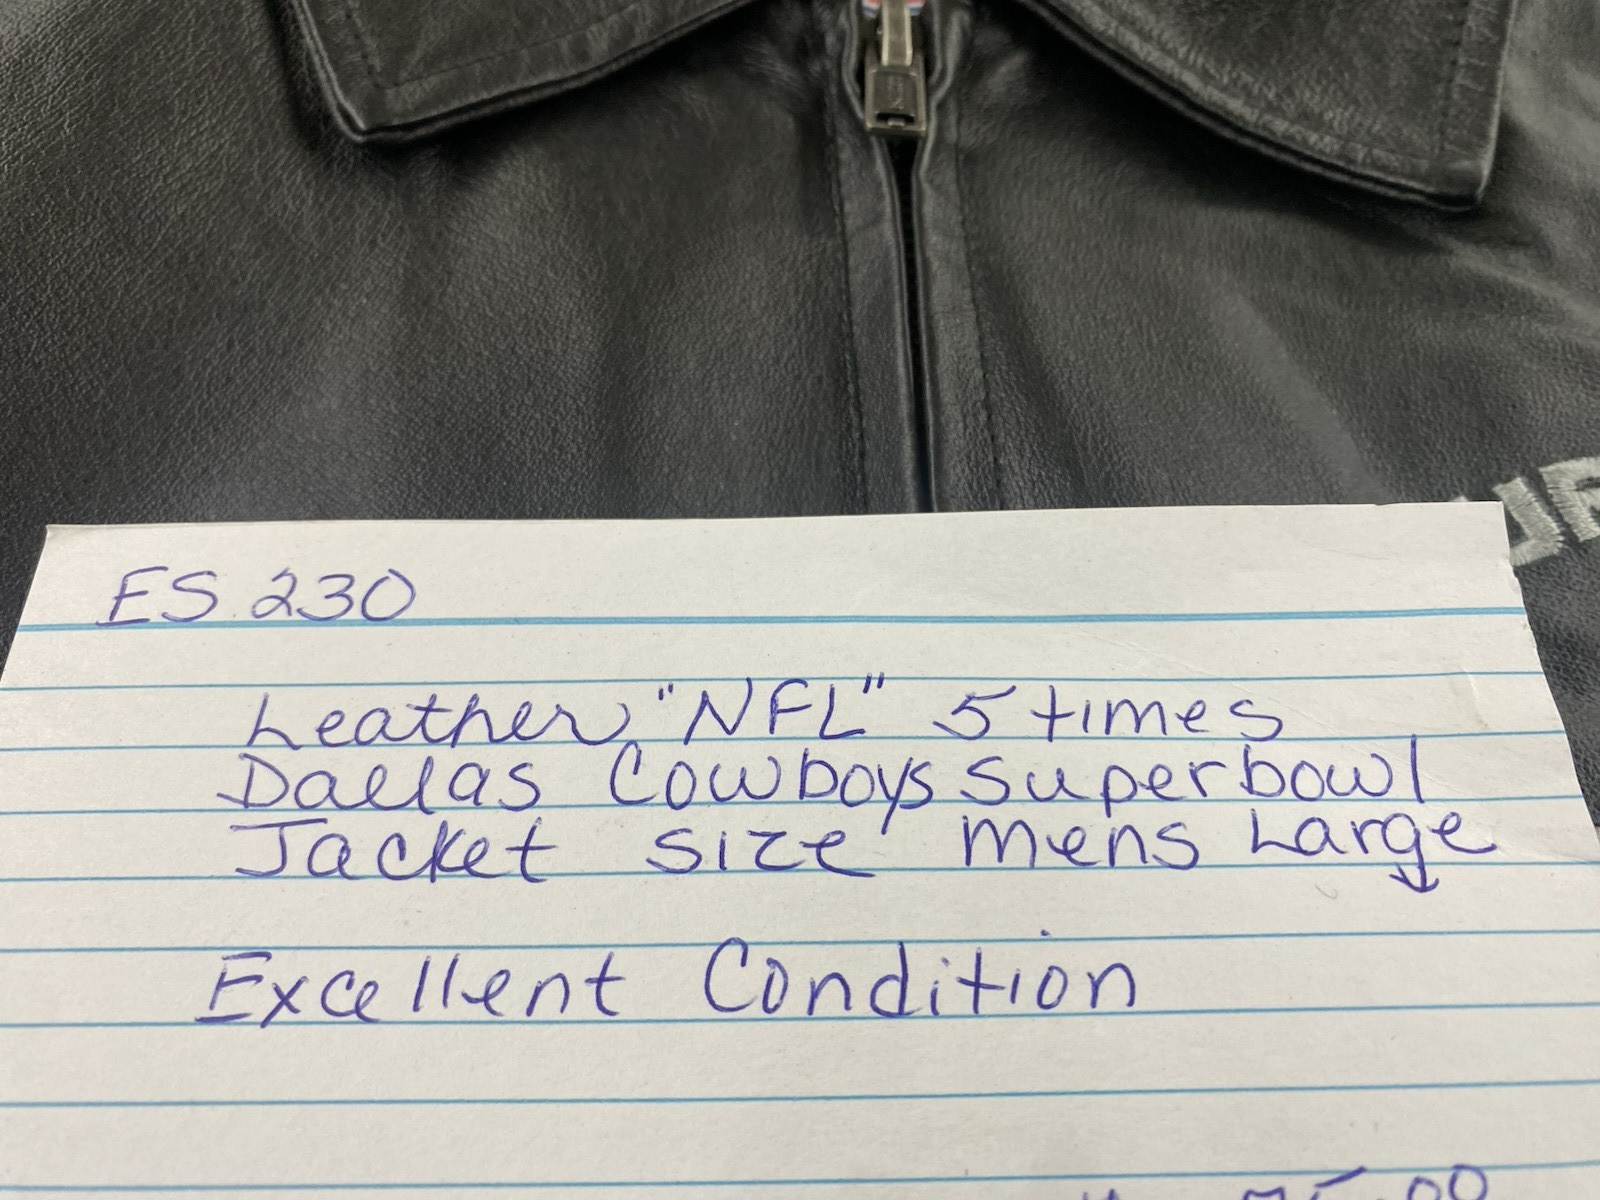 ES 230
Leather "NFL" 5 times
Dallas Cowboys Superbowl
Jacket size mens Large
Excellent Condition